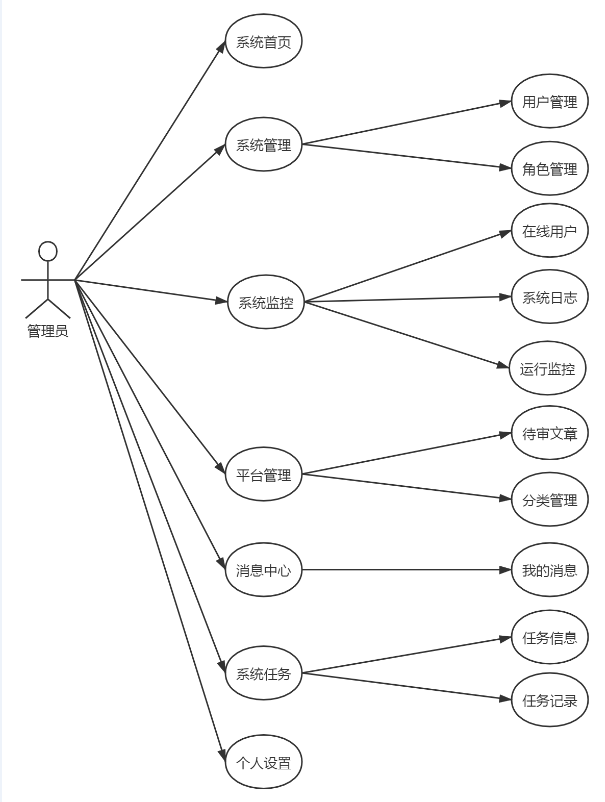 系统首页
用户管理
系统管理
角色管理
在线用户
系统日志
系统监控
管理员
运行监控
待审文章
平台管理
分类管理
消息中心
我的消息
任务信息
系统任务
任务记录
个人设置